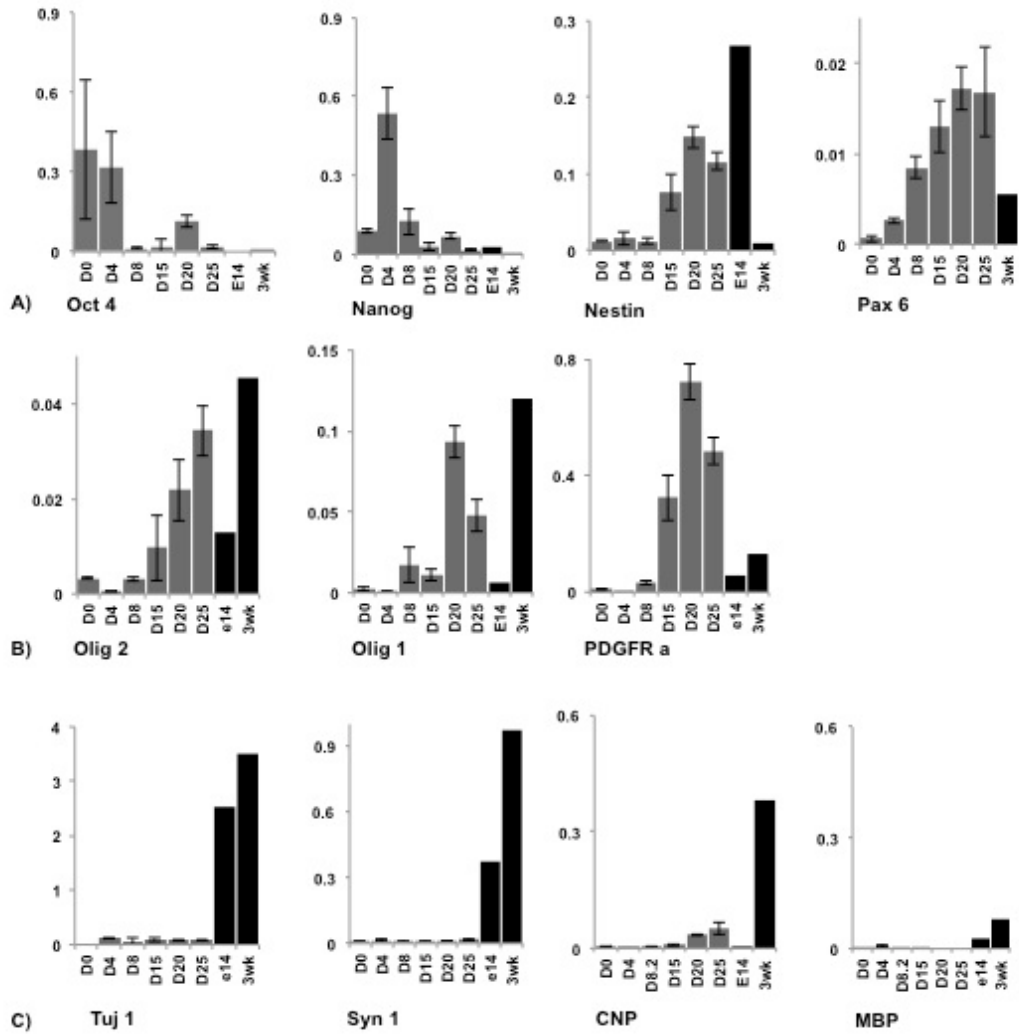 0.9
0.6
0.3
0
D0 D4 D8 D15 D20 D25 E14 3wk
A) Oct 4
0.9
0.6
0.3
0
D0 D4 D8 D15 D20 D25 E14 3wk
Nanog
0.3
0.2
0.1
0
D0 D4 D8 D15 D20 D25 E14 3wk
Nestin
0.02
0.01
0
D0 D4 D8 D15 D20 D25 3wk
Pax 6
0.04
0.02
0
D0 D4 D8 D15 D20 D25 e14 3wk
B) Olig 2
0.15
0.1
0.05
0
D0 D4 D8 D15 D20 D25 E14 3wk
Olig 1
0.8
0.4
0
D0 D4 D8 D15 D20 D25 e14 3wk
PDGFR a
4
3
2
1
0
D0 D4 D8 D15 D20 D25 e14 3wk
C) Tuj 1
0.9
0.6
0.3
0
D0 D4 D8 D15 D20 D25 e14 3wk
Syn 1
0.6
0.3
0
D0 D4 D8.2 D15 D20 D25 E14 3wk
CNP
0.6
0.3
0
D0 D4 D8.2 D15 D20 D25 e14 3wk
MBP